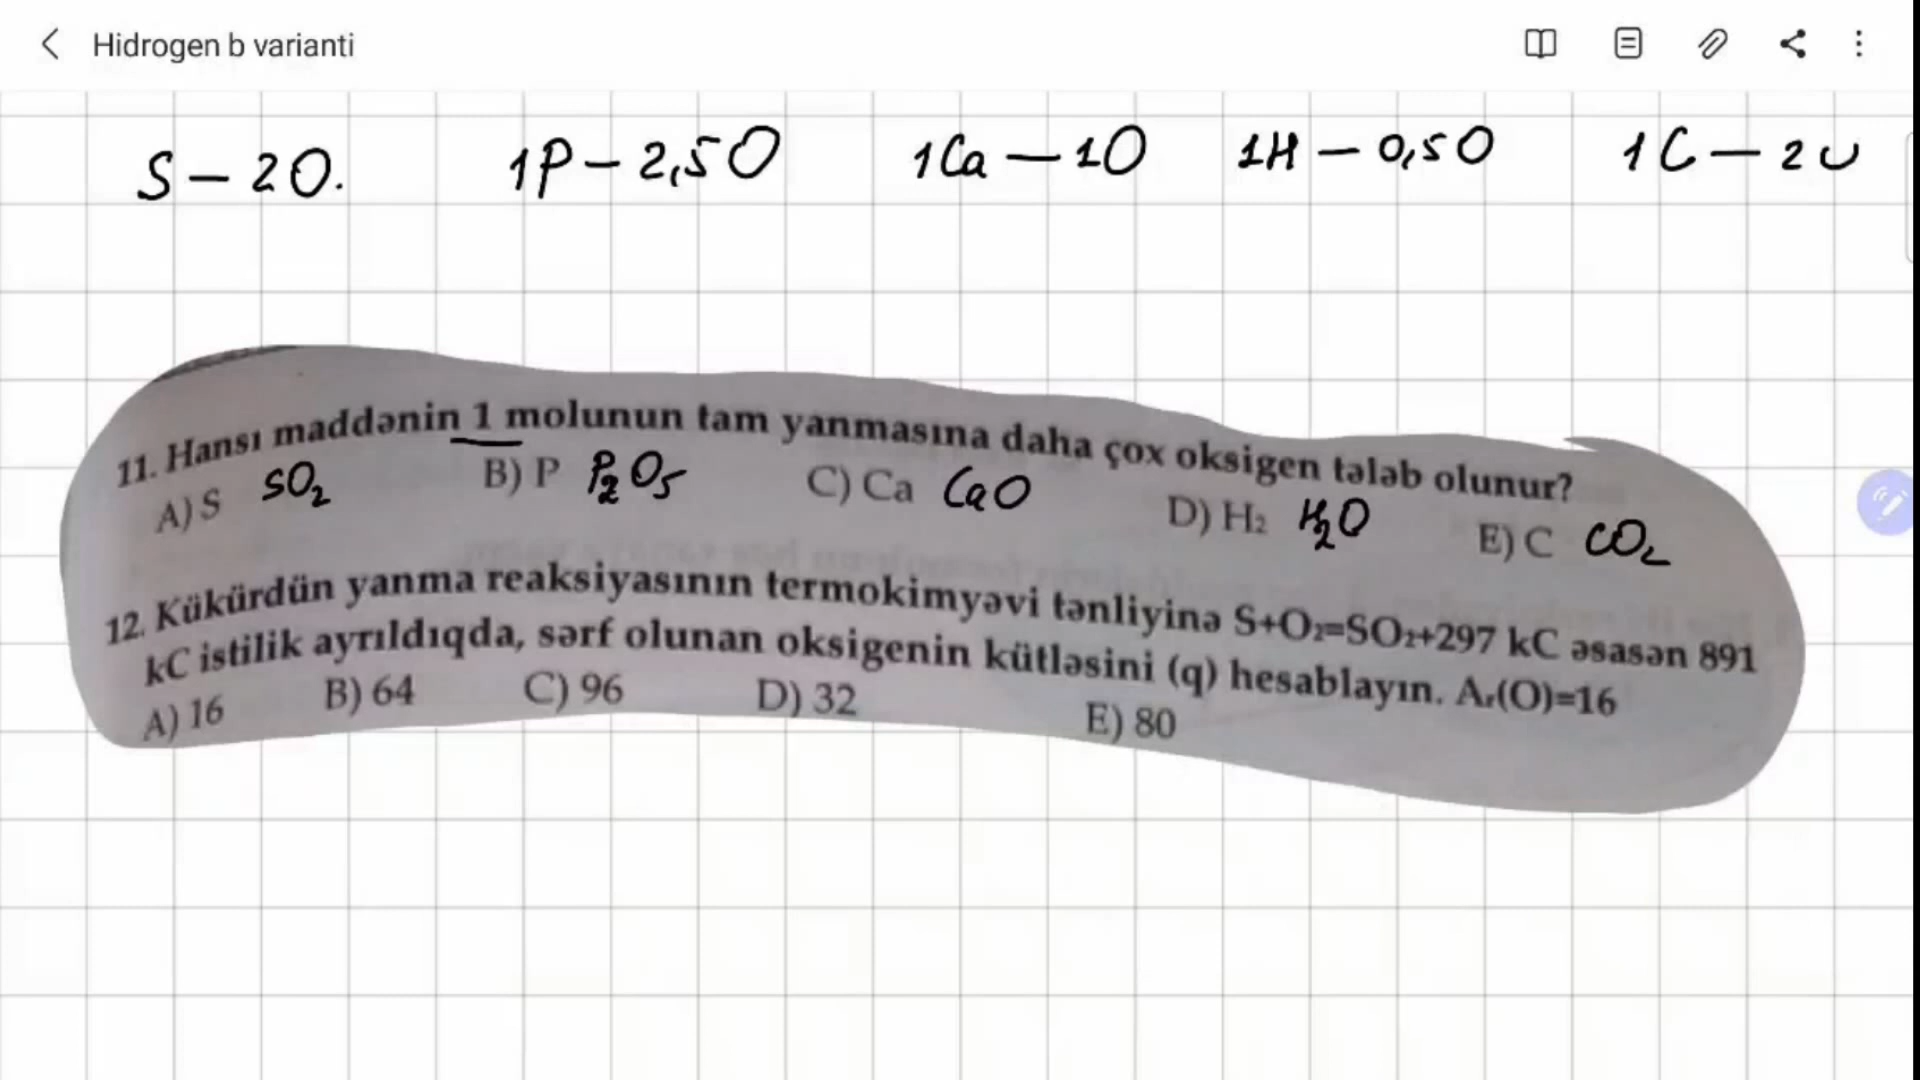 Hidrogen b varianti
S – 2O. 1P – 2,5O 1Ca – 1O 1H – 0,5O 1C – 2O
11. Hansı maddənin 1 molunun tam yanmasına daha çox oksigen tələb olunur?
A) S SO₂ B) P P₂O₅ C) Ca CaO D) H₂ H₂O E) C CO₂
12. Kükürdün yanma reaksiyasının termokimyəvi tənliyinə S+O₂=SO₂+297 kC əsasən 891
kC istilik ayrıldıqda, sərf olunan oksigenin kütləsini (q) hesablayın. Aᵣ(O)=16
A) 16 B) 64 C) 96 D) 32 E) 80